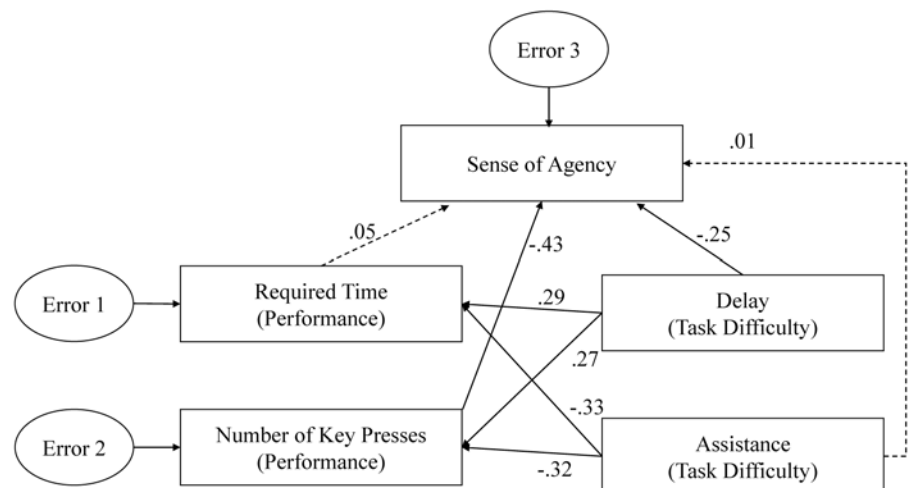 Error 3
Sense of Agency
.01
.05
-.43
-.25
Error 1
Required Time
(Performance)
.29
Delay
(Task Difficulty)
.27
-.33
Error 2
Number of Key Presses
(Performance)
-.32
Assistance
(Task Difficulty)